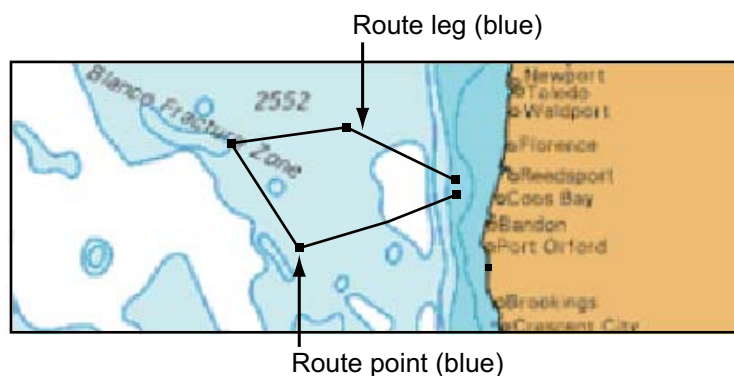 Route leg (blue)
Newport
Toledo
Waldport
Blanco Fracture Zone
2552
Florence
Reedsport
Coos Bay
Bandon
Port Orford
Brookings
Crescent City
Route point (blue)